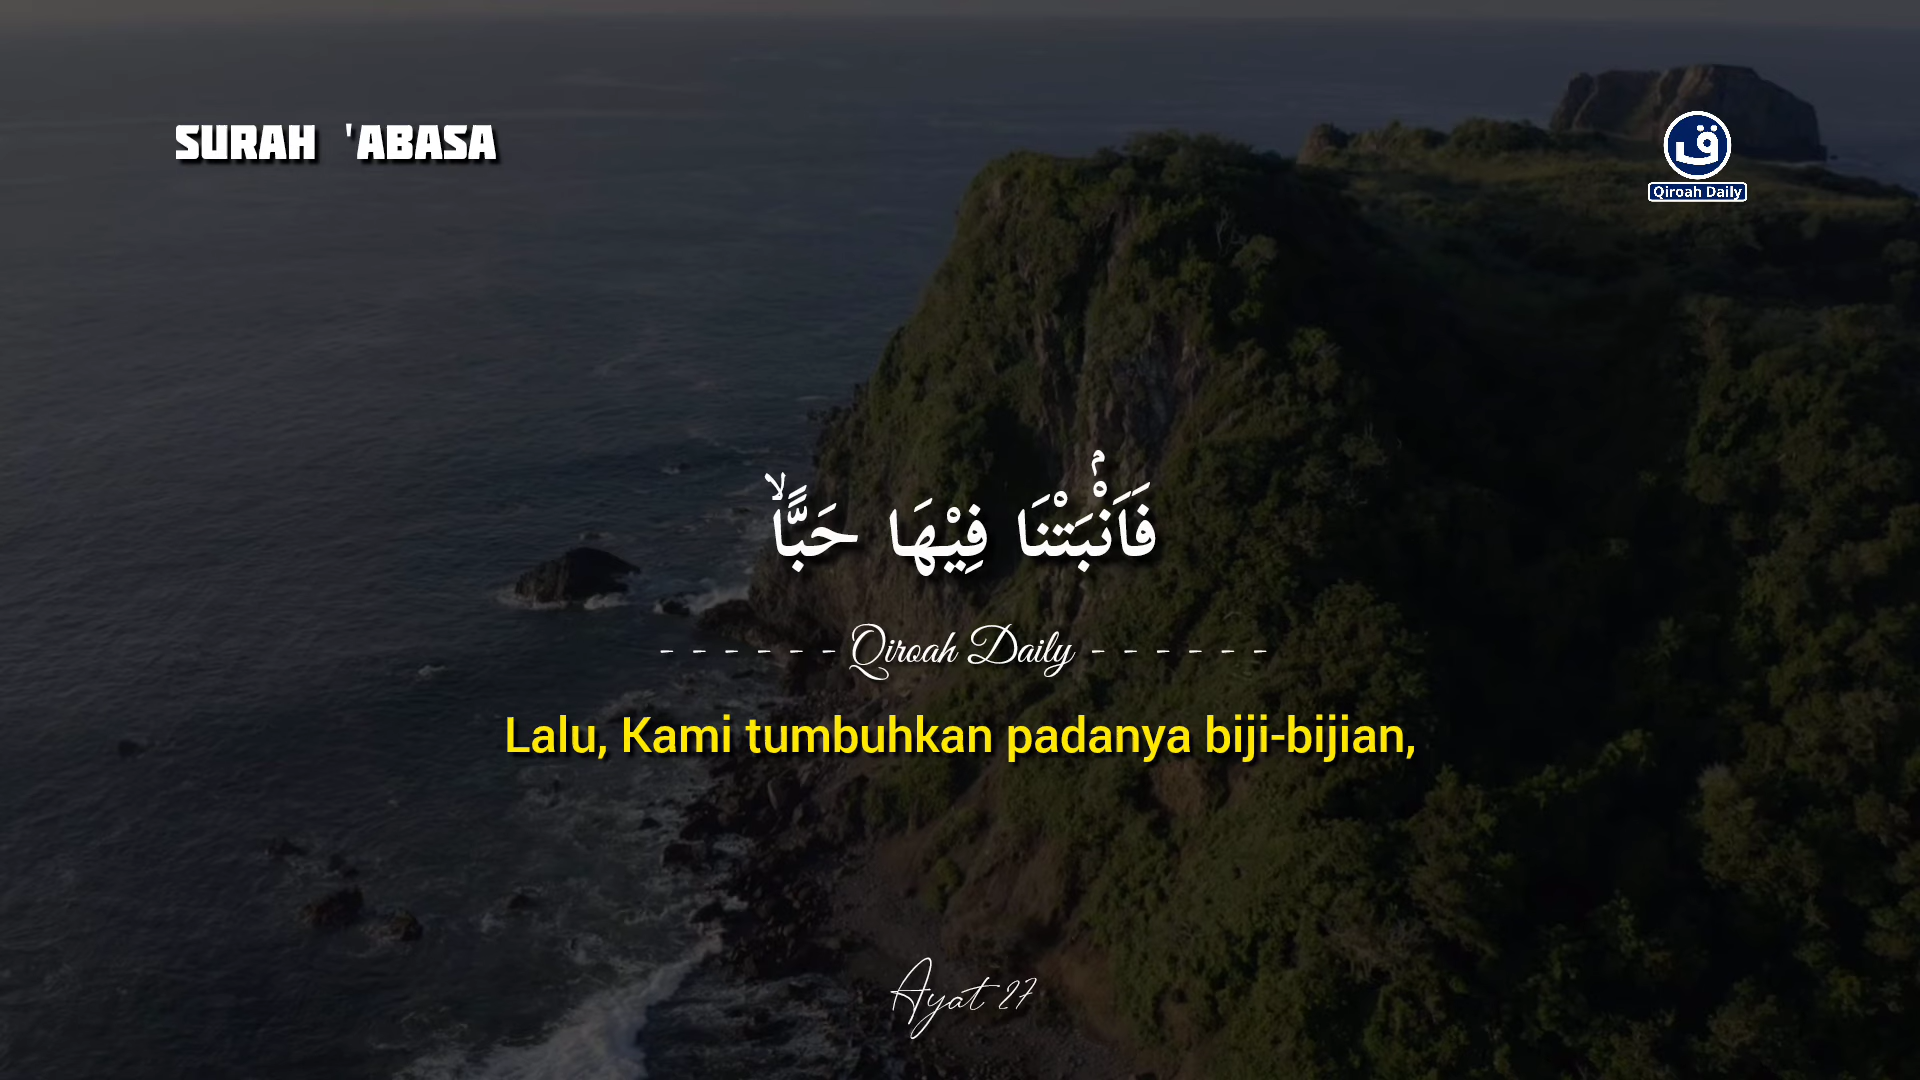 SURAH 'ABASA
ق
Qiroah Daily
فَاَنْۢبَتْنَا فِيْهَا حَبًّاۙ
- - - - - - Qiroah Daily - - - - - -
Lalu, Kami tumbuhkan padanya biji-bijian,
Ayat 27